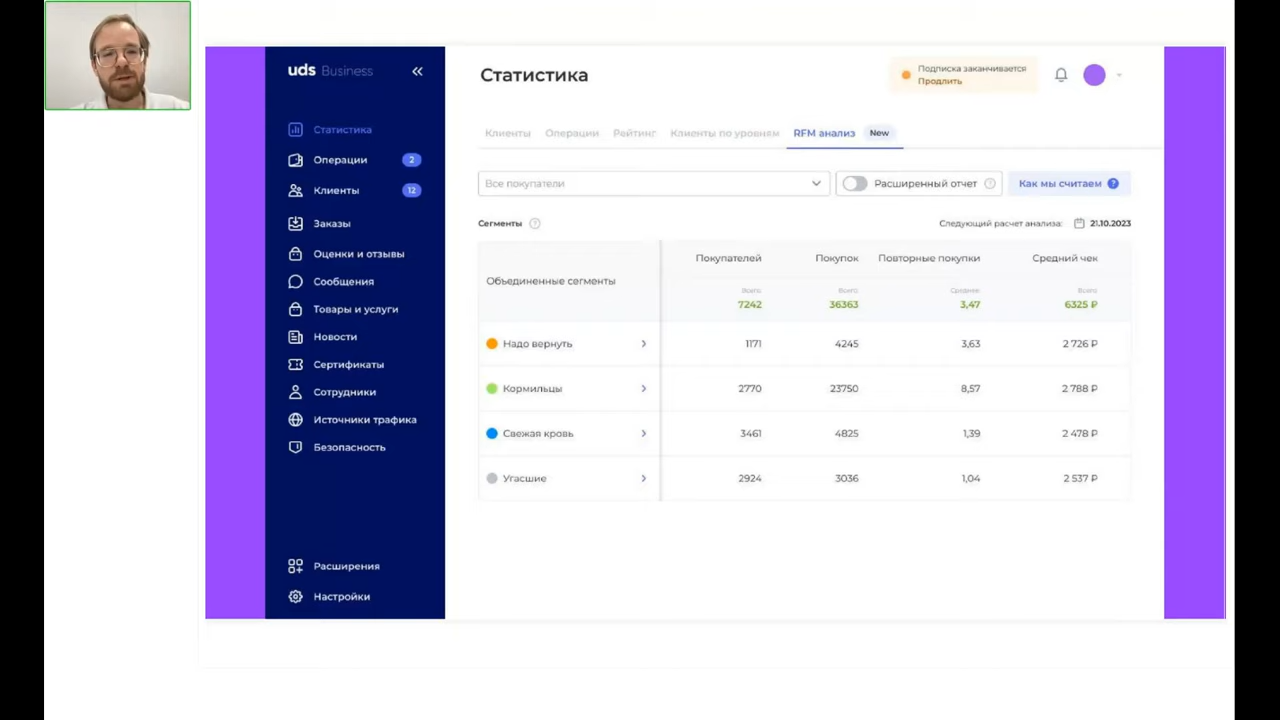 uds Business
Статистика
Операции 2
Клиенты 12
Заказы
Оценки и отзывы
Сообщения
Товары и услуги
Новости
Сертификаты
Сотрудники
Источники трафика
Безопасность
Расширения
Настройки
Статистика
Подписка заканчивается
Продлить
Клиенты Операции Рейтинг Клиенты по уровням RFM анализ New
Все покупатели Расширенный отчет ? Как мы считаем ?
Сегменты ? Следующий расчет анализа: 21.10.2023
Объединенные сегменты
Покупателей Покупок Повторные покупки Средний чек
Всего Всего Среднее Всего
7242 36363 3,47 6325 ₽
Надо вернуть 1171 4245 3,63 2 726 ₽
Кормильцы 2770 23750 8,57 2 788 ₽
Свежая кровь 3461 4825 1,39 2 478 ₽
Угасшие 2924 3036 1,04 2 537 ₽